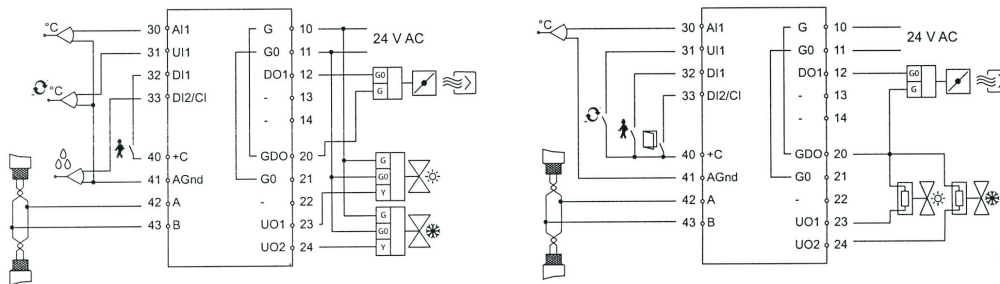 °C
30 AI1
G 10
31 UI1
G0 11
24 V AC
32 DI1
DO1 12
G0
G
33 DI2/CI
- 13
°C
- 14
40 +C
GDO 20
41 AGnd
G0 21
G
G0
Y
42 A
- 22
43 B
UO1 23
G
G0
Y
UO2 24
°C
30 AI1
G 10
31 UI1
G0 11
24 V AC
32 DI1
DO1 12
G0
G
33 DI2/CI
- 13
- 14
40 +C
GDO 20
41 AGnd
G0 21
42 A
- 22
43 B
UO1 23
UO2 24